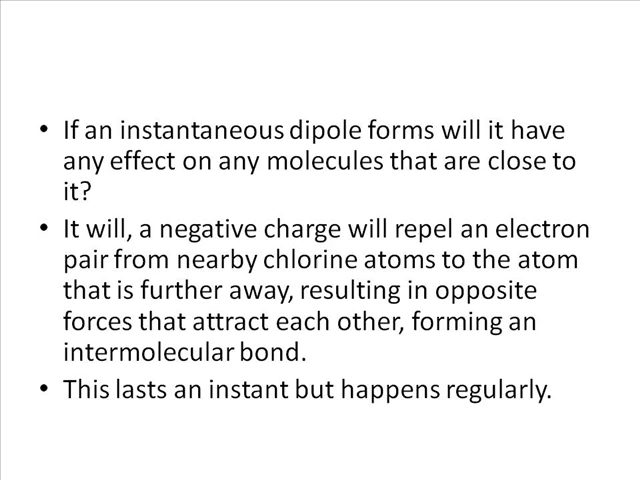 • If an instantaneous dipole forms will it have
any effect on any molecules that are close to
it?
• It will, a negative charge will repel an electron
pair from nearby chlorine atoms to the atom
that is further away, resulting in opposite
forces that attract each other, forming an
intermolecular bond.
• This lasts an instant but happens regularly.